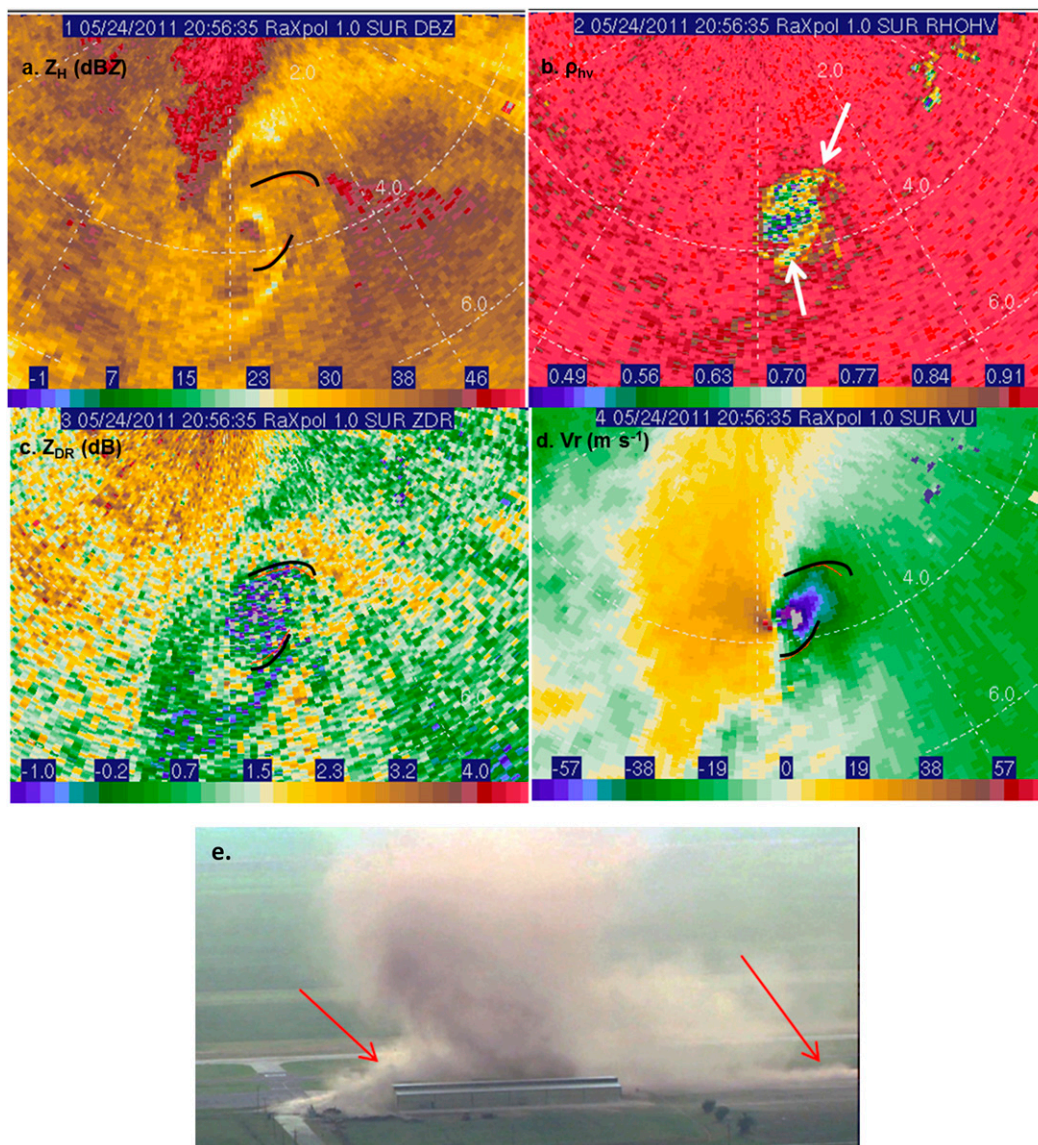 1 05/24/2011 20:56:35 RaXpol 1.0 SUR DBZ
a. Z_H (dBZ)
2.0
4.0
6.0
-1 7 15 23 30 38 46
2 05/24/2011 20:56:35 RaXpol 1.0 SUR RHOHV
b. ρ_hv
2.0
4.0
6.0
0.49 0.56 0.63 0.70 0.77 0.84 0.91
3 05/24/2011 20:56:35 RaXpol 1.0 SUR ZDR
c. Z_DR (dB)
4.0
6.0
-1.0 -0.2 0.7 1.5 2.3 3.2 4.0
4 05/24/2011 20:56:35 RaXpol 1.0 SUR VU
d. Vr (m s⁻¹)
4.0
6.0
-57 -38 -19 0 19 38 57
e.